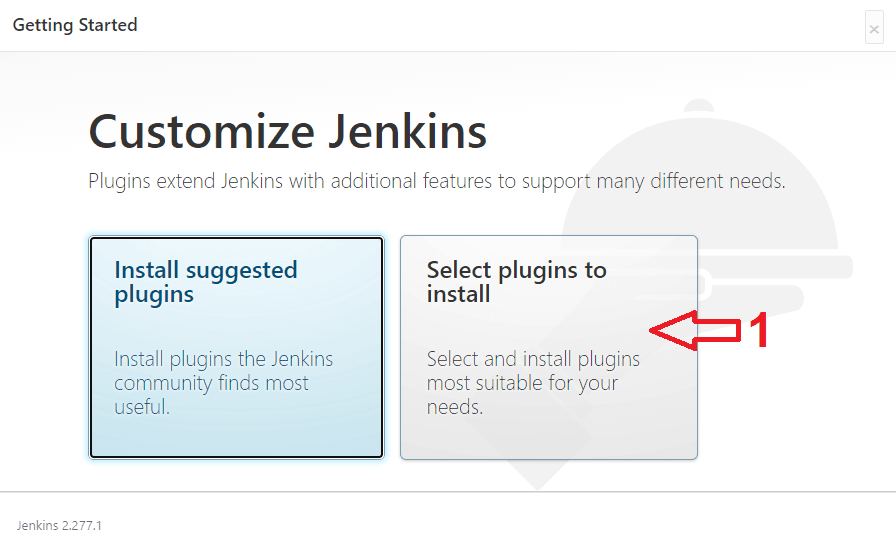 Getting Started
×
Customize Jenkins
Plugins extend Jenkins with additional features to support many different needs.
Install suggested
plugins
Install plugins the Jenkins
community finds most
useful.
Select plugins to
install
Select and install plugins
most suitable for your
needs.
1
Jenkins 2.277.1